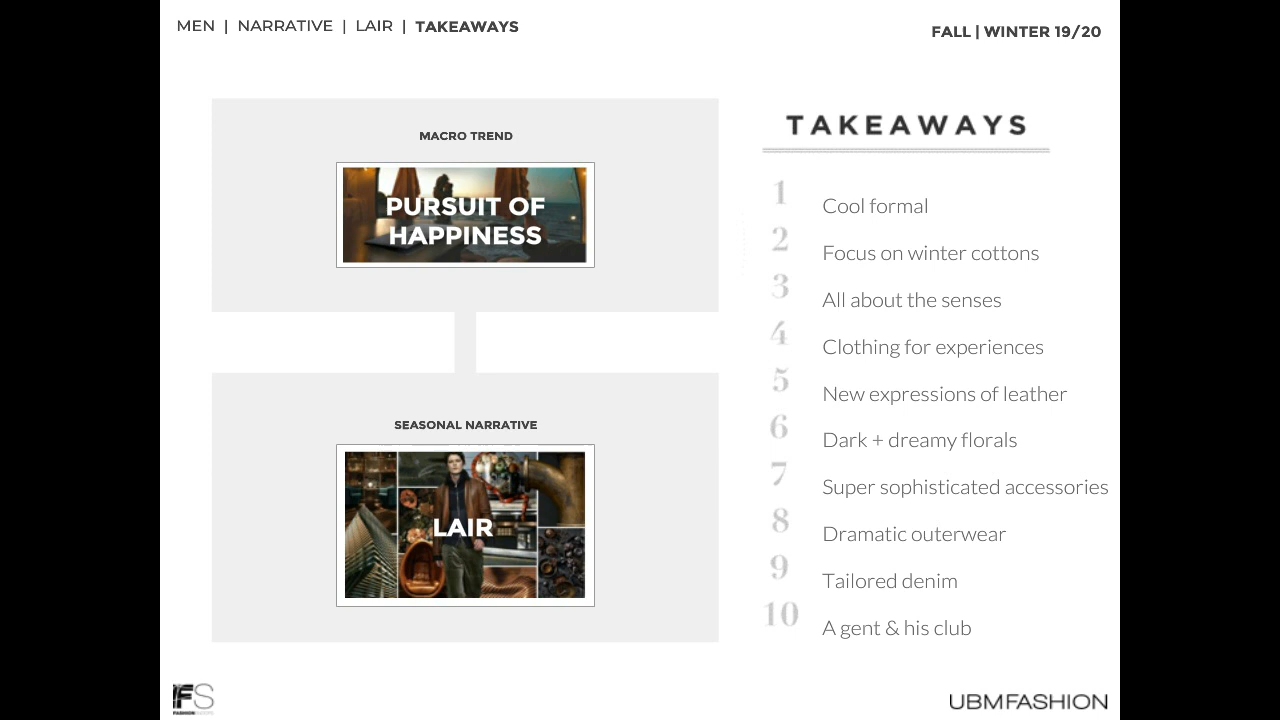 MEN | NARRATIVE | LAIR | TAKEAWAYS
FALL | WINTER 19/20
MACRO TREND
PURSUIT OF
HAPPINESS
SEASONAL NARRATIVE
LAIR
TAKEAWAYS
1 Cool formal
2 Focus on winter cottons
3 All about the senses
4 Clothing for experiences
5 New expressions of leather
6 Dark + dreamy florals
7 Super sophisticated accessories
8 Dramatic outerwear
9 Tailored denim
10 A gent & his club
FS
UBMFASHION